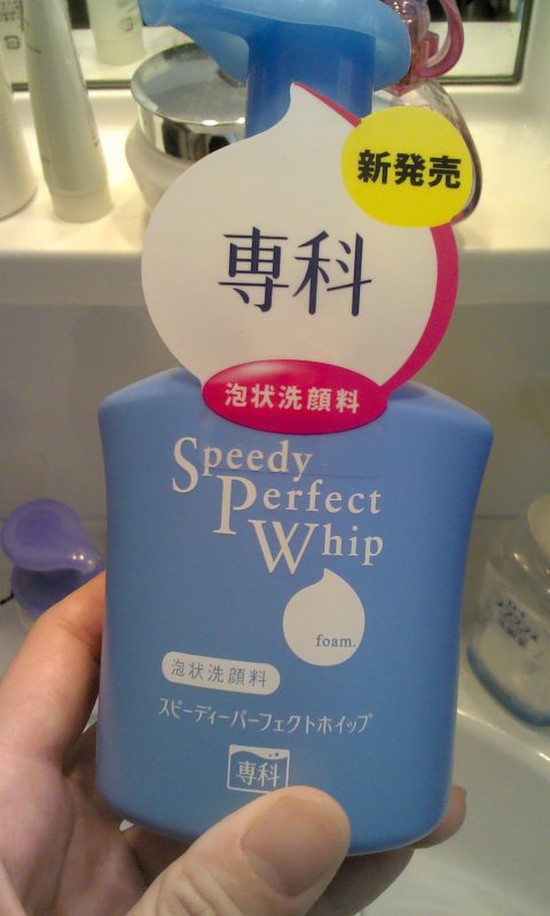 新発売
専科
泡状洗顔料
Speedy
Perfect
Whip
foam.
泡状洗顔料
スピーディーパーフェクトホイップ
専科